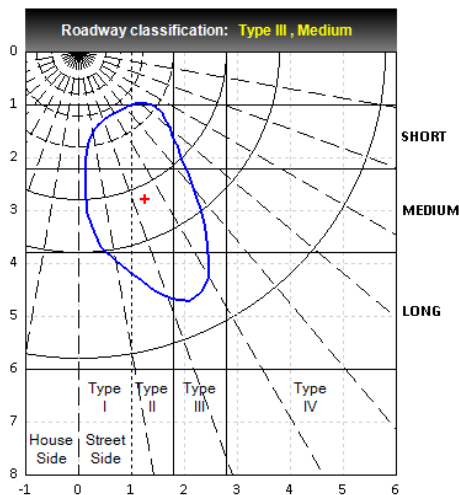 Roadway classification: Type III , Medium
0
1
2
3
4
5
6
7
8
SHORT
MEDIUM
LONG
Type
I
Type
II
Type
III
Type
IV
House
Side
Street
Side
-1 0 1 2 3 4 5 6